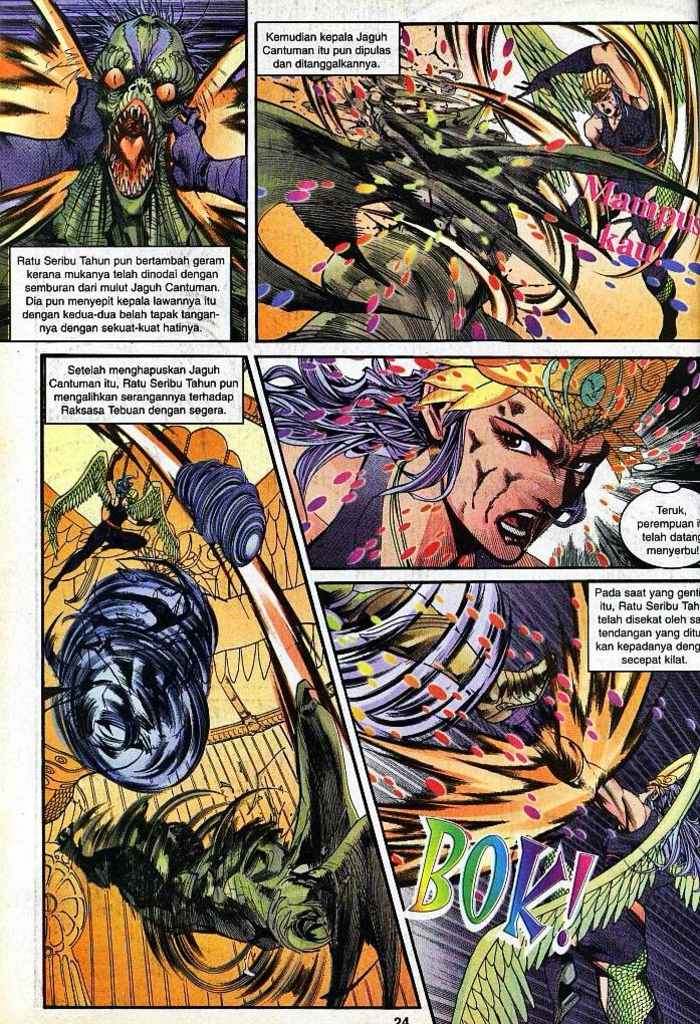 Ratu Seribu Tahun pun bertambah geram
kerana mukanya telah dinodai dengan
semburan dari mulut Jaguh Cantuman.
Dia pun menyepit kepala lawannya itu
dengan kedua-dua belah tapak tangan-
nya dengan sekuat-kuat hatinya.
Kemudian kepala Jaguh
Cantuman itu pun dipulas
dan ditanggalkannya.
Mampus
kau!
Setelah menghapuskan Jaguh
Cantuman itu, Ratu Seribu Tahun pun
mengalihkan serangannya terhadap
Raksasa Tebuan dengan segera.
Teruk,
perempuan i
telah datang
menyerbu!
Pada saat yang genti
itu, Ratu Seribu Tah
telah disekat oleh sa
tendangan yang ditu
kan kepadanya deng
secepat kilat.
BOK!
24